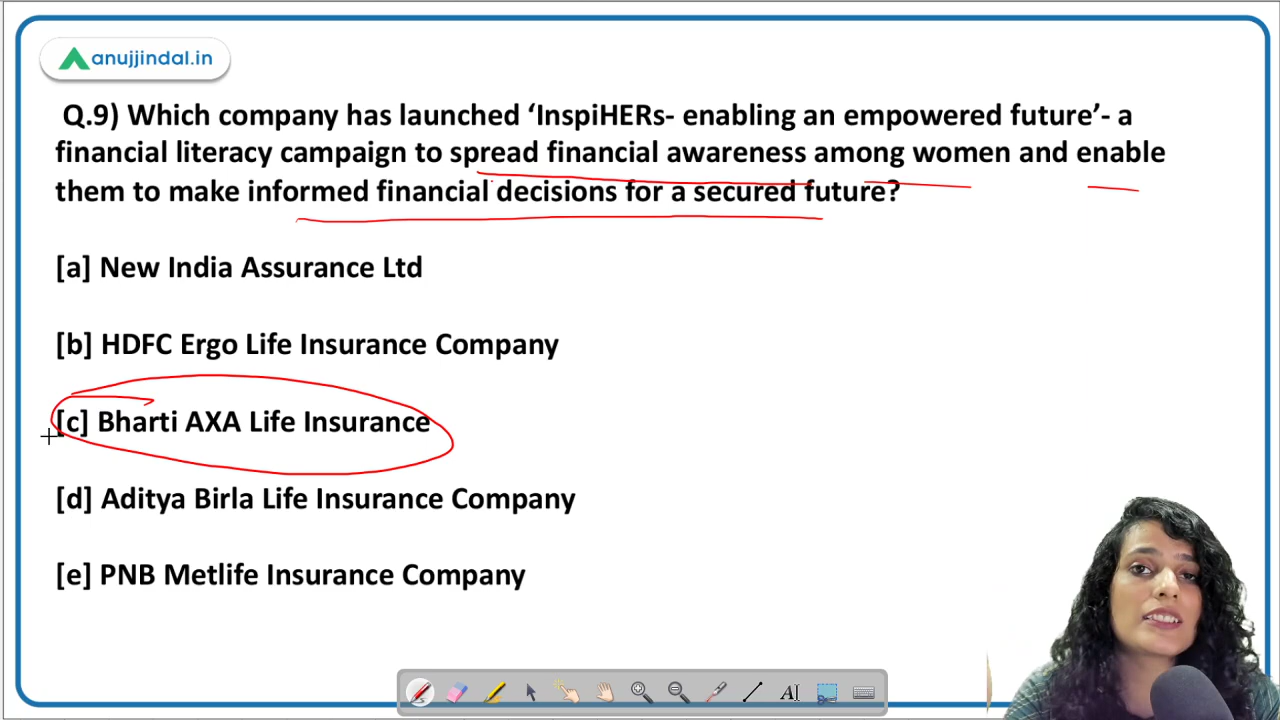 anujjindal.in
Q.9) Which company has launched ‘InspiHERs- enabling an empowered future’- a
financial literacy campaign to spread financial awareness among women and enable
them to make informed financial decisions for a secured future?
[a] New India Assurance Ltd
[b] HDFC Ergo Life Insurance Company
[c] Bharti AXA Life Insurance
[d] Aditya Birla Life Insurance Company
[e] PNB Metlife Insurance Company